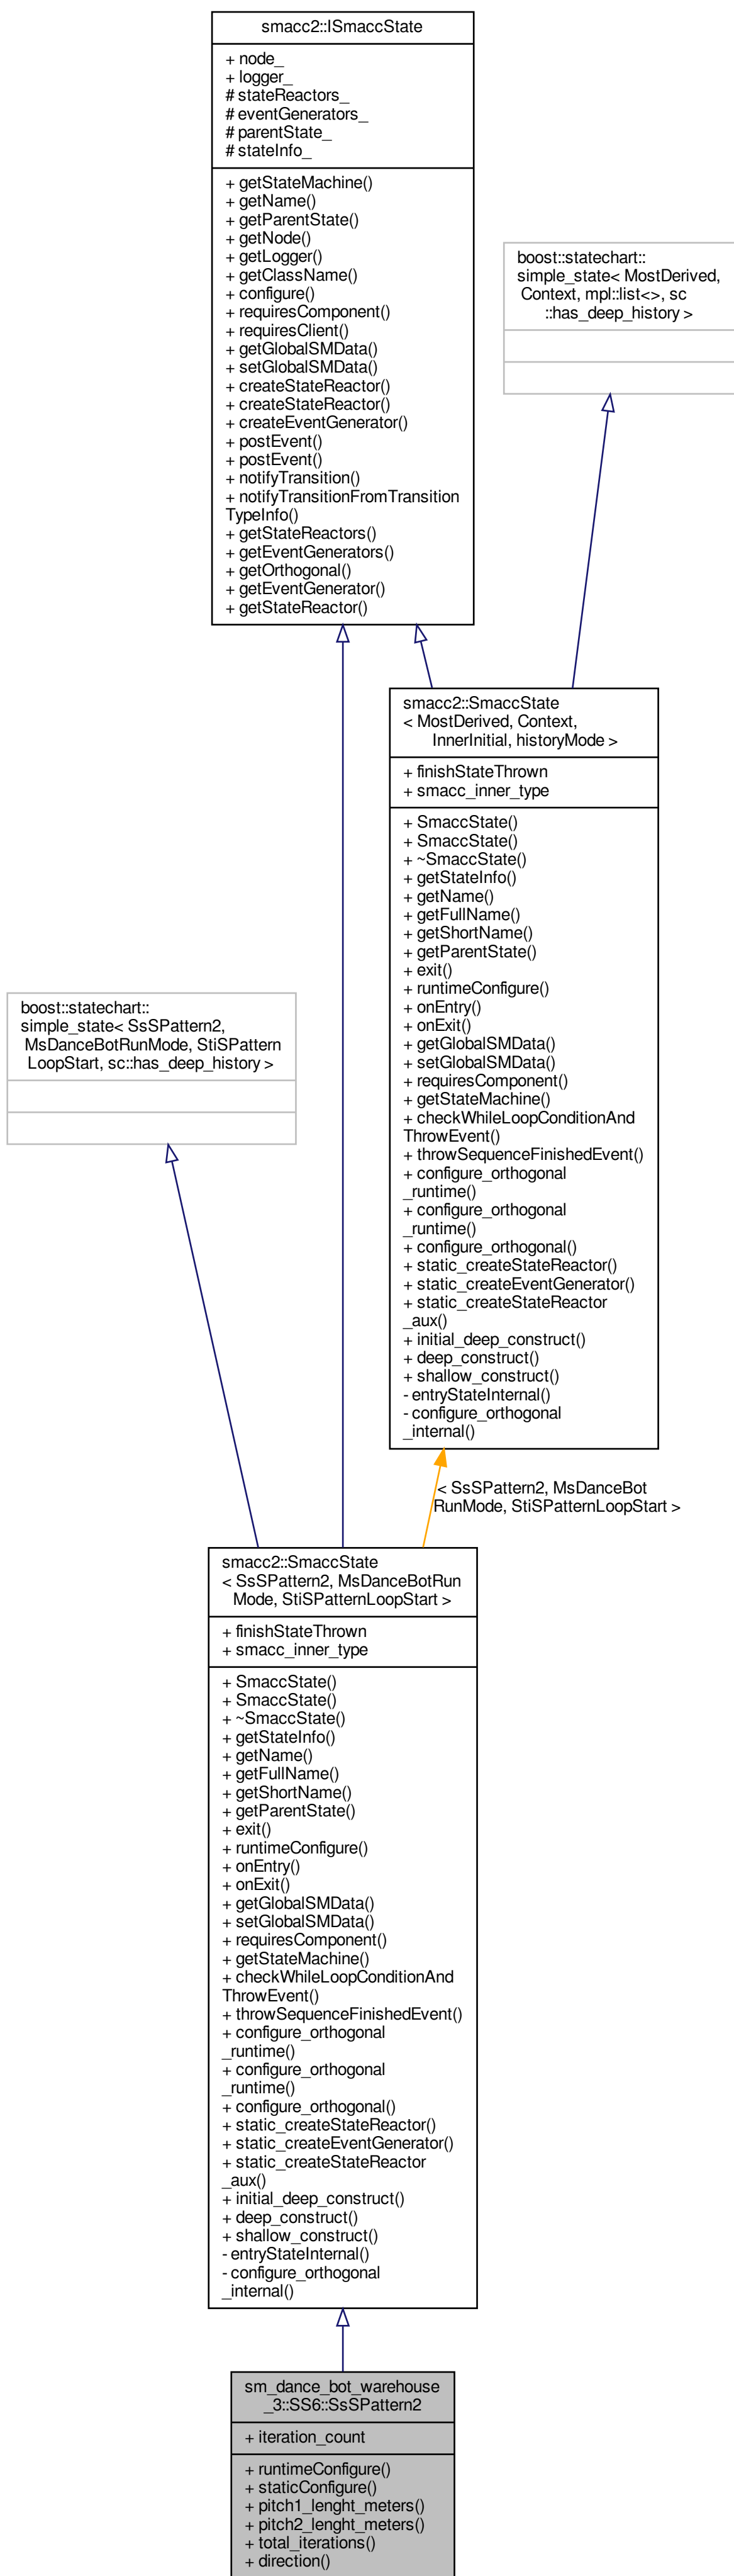 smacc2::ISmaccState
+ node_
+ logger_
# stateReactors_
# eventGenerators_
# parentState_
# stateInfo_
+ getStateMachine()
+ getName()
+ getParentState()
+ getNode()
+ getLogger()
+ getClassName()
+ configure()
+ requiresComponent()
+ requiresClient()
+ getGlobalSMData()
+ setGlobalSMData()
+ createStateReactor()
+ createStateReactor()
+ createEventGenerator()
+ postEvent()
+ postEvent()
+ notifyTransition()
+ notifyTransitionFromTransition
TypeInfo()
+ getStateReactors()
+ getEventGenerators()
+ getOrthogonal()
+ getEventGenerator()
+ getStateReactor()
boost::statechart::
simple_state< MostDerived,
Context, mpl::list<>, sc
::has_deep_history >
smacc2::SmaccState
< MostDerived, Context,
InnerInitial, historyMode >
+ finishStateThrown
+ smacc_inner_type
+ SmaccState()
+ SmaccState()
+ ~SmaccState()
+ getStateInfo()
+ getName()
+ getFullName()
+ getShortName()
+ getParentState()
+ exit()
+ runtimeConfigure()
+ onEntry()
+ onExit()
+ getGlobalSMData()
+ setGlobalSMData()
+ requiresComponent()
+ getStateMachine()
+ checkWhileLoopConditionAnd
ThrowEvent()
+ throwSequenceFinishedEvent()
+ configure_orthogonal
_runtime()
+ configure_orthogonal
_runtime()
+ configure_orthogonal()
+ static_createStateReactor()
+ static_createEventGenerator()
+ static_createStateReactor
_aux()
+ initial_deep_construct()
+ deep_construct()
+ shallow_construct()
- entryStateInternal()
- configure_orthogonal
_internal()
boost::statechart::
simple_state< SsSPattern2,
MsDanceBotRunMode, StiSPattern
LoopStart, sc::has_deep_history >
< SsSPattern2, MsDanceBot
RunMode, StiSPatternLoopStart >
smacc2::SmaccState
< SsSPattern2, MsDanceBotRun
Mode, StiSPatternLoopStart >
+ finishStateThrown
+ smacc_inner_type
+ SmaccState()
+ SmaccState()
+ ~SmaccState()
+ getStateInfo()
+ getName()
+ getFullName()
+ getShortName()
+ getParentState()
+ exit()
+ runtimeConfigure()
+ onEntry()
+ onExit()
+ getGlobalSMData()
+ setGlobalSMData()
+ requiresComponent()
+ getStateMachine()
+ checkWhileLoopConditionAnd
ThrowEvent()
+ throwSequenceFinishedEvent()
+ configure_orthogonal
_runtime()
+ configure_orthogonal
_runtime()
+ configure_orthogonal()
+ static_createStateReactor()
+ static_createEventGenerator()
+ static_createStateReactor
_aux()
+ initial_deep_construct()
+ deep_construct()
+ shallow_construct()
- entryStateInternal()
- configure_orthogonal
_internal()
sm_dance_bot_warehouse
_3::SS6::SsSPattern2
+ iteration_count
+ runtimeConfigure()
+ staticConfigure()
+ pitch1_lenght_meters()
+ pitch2_lenght_meters()
+ total_iterations()
+ direction()